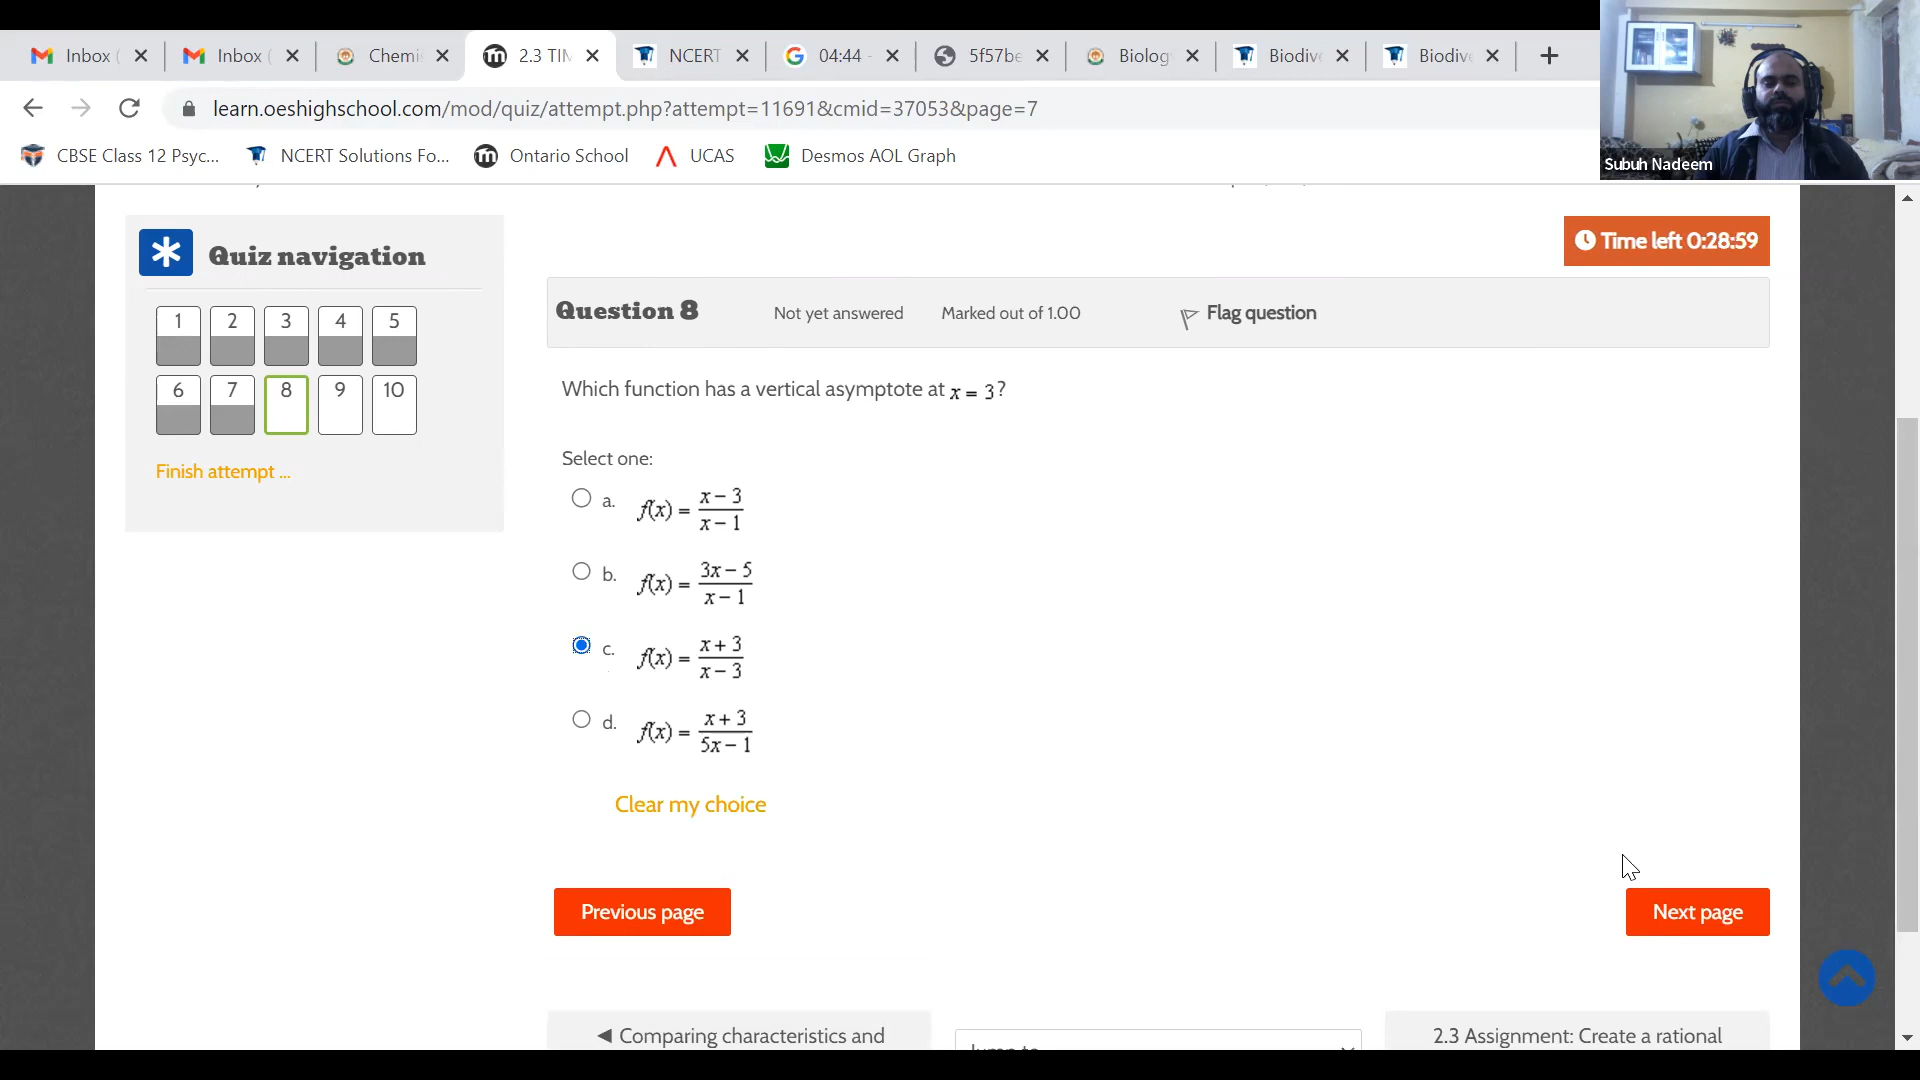 Inbox (
Inbox (
Chemi
2.3 TIM
NCERT
04:44 -
5f57be
Biolog
Biodive
Biodive
learn.oeshighschool.com/mod/quiz/attempt.php?attempt=11691&cmid=37053&page=7
CBSE Class 12 Psyc...
NCERT Solutions Fo...
Ontario School
UCAS
Desmos AOL Graph
Subuh Nadeem
Quiz navigation
1 2 3 4 5
6 7 8 9 10
Finish attempt ...
Time left 0:28:59
Question 8 Not yet answered Marked out of 1.00 Flag question
Which function has a vertical asymptote at x = 3?
Select one:
a. f(x) = (x − 3)/(x − 1)
b. f(x) = (3x − 5)/(x − 1)
c. f(x) = (x + 3)/(x − 3)
d. f(x) = (x + 3)/(5x − 1)
Clear my choice
Previous page
Next page
◄ Comparing characteristics and
2.3 Assignment: Create a rational